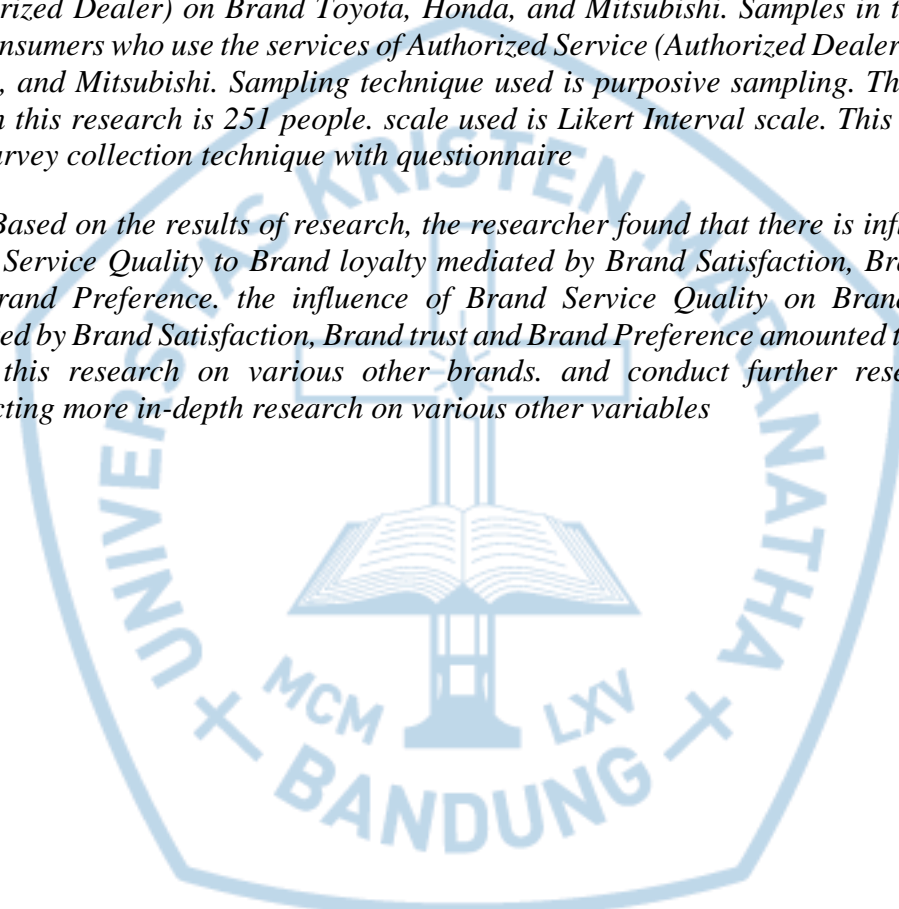 rized Dealer) on Brand Toyota, Honda, and Mitsubishi. Samples in t
nsumers who use the services of Authorized Service (Authorized Dealer
, and Mitsubishi. Sampling technique used is purposive sampling. Th
this research is 251 people. scale used is Likert Interval scale. This
rvey collection technique with questionnaire
Based on the results of research, the researcher found that there is infl
Service Quality to Brand loyalty mediated by Brand Satisfaction, Bra
rand Preference. the influence of Brand Service Quality on Brand
ed by Brand Satisfaction, Brand trust and Brand Preference amounted t
this research on various other brands. and conduct further rese
cting more in-depth research on various other variables
UNIVERSITAS KRISTEN MARANATHA
MCM LXV
BANDUNG